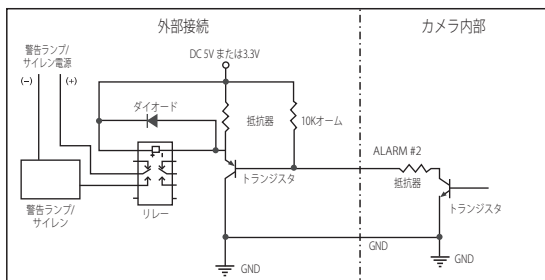 外部接続
カメラ内部
DC 5V または3.3V
警告ランプ/
サイレン電源
(−)
(+)
ダイオード
抵抗器
10Kオーム
ALARM #2
トランジスタ
抵抗器
トランジスタ
警告ランプ/
サイレン
リレー
GND
GND
GND